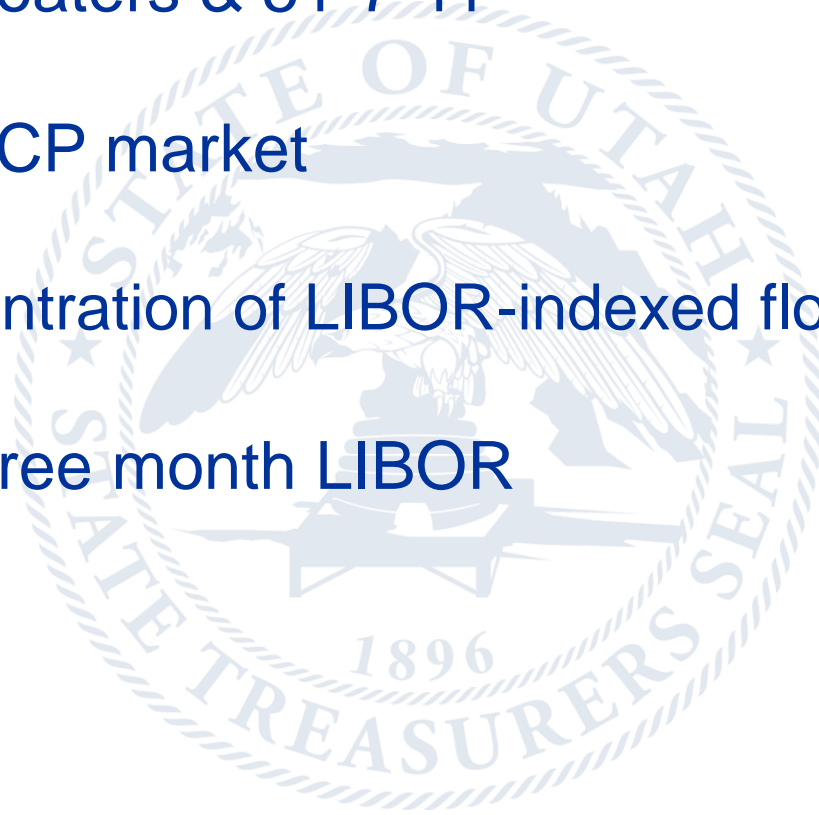 CP market
ntration of LIBOR-indexed flo
ree month LIBOR
STATE OF UTAH
STATE TREASURERS SEAL
1896